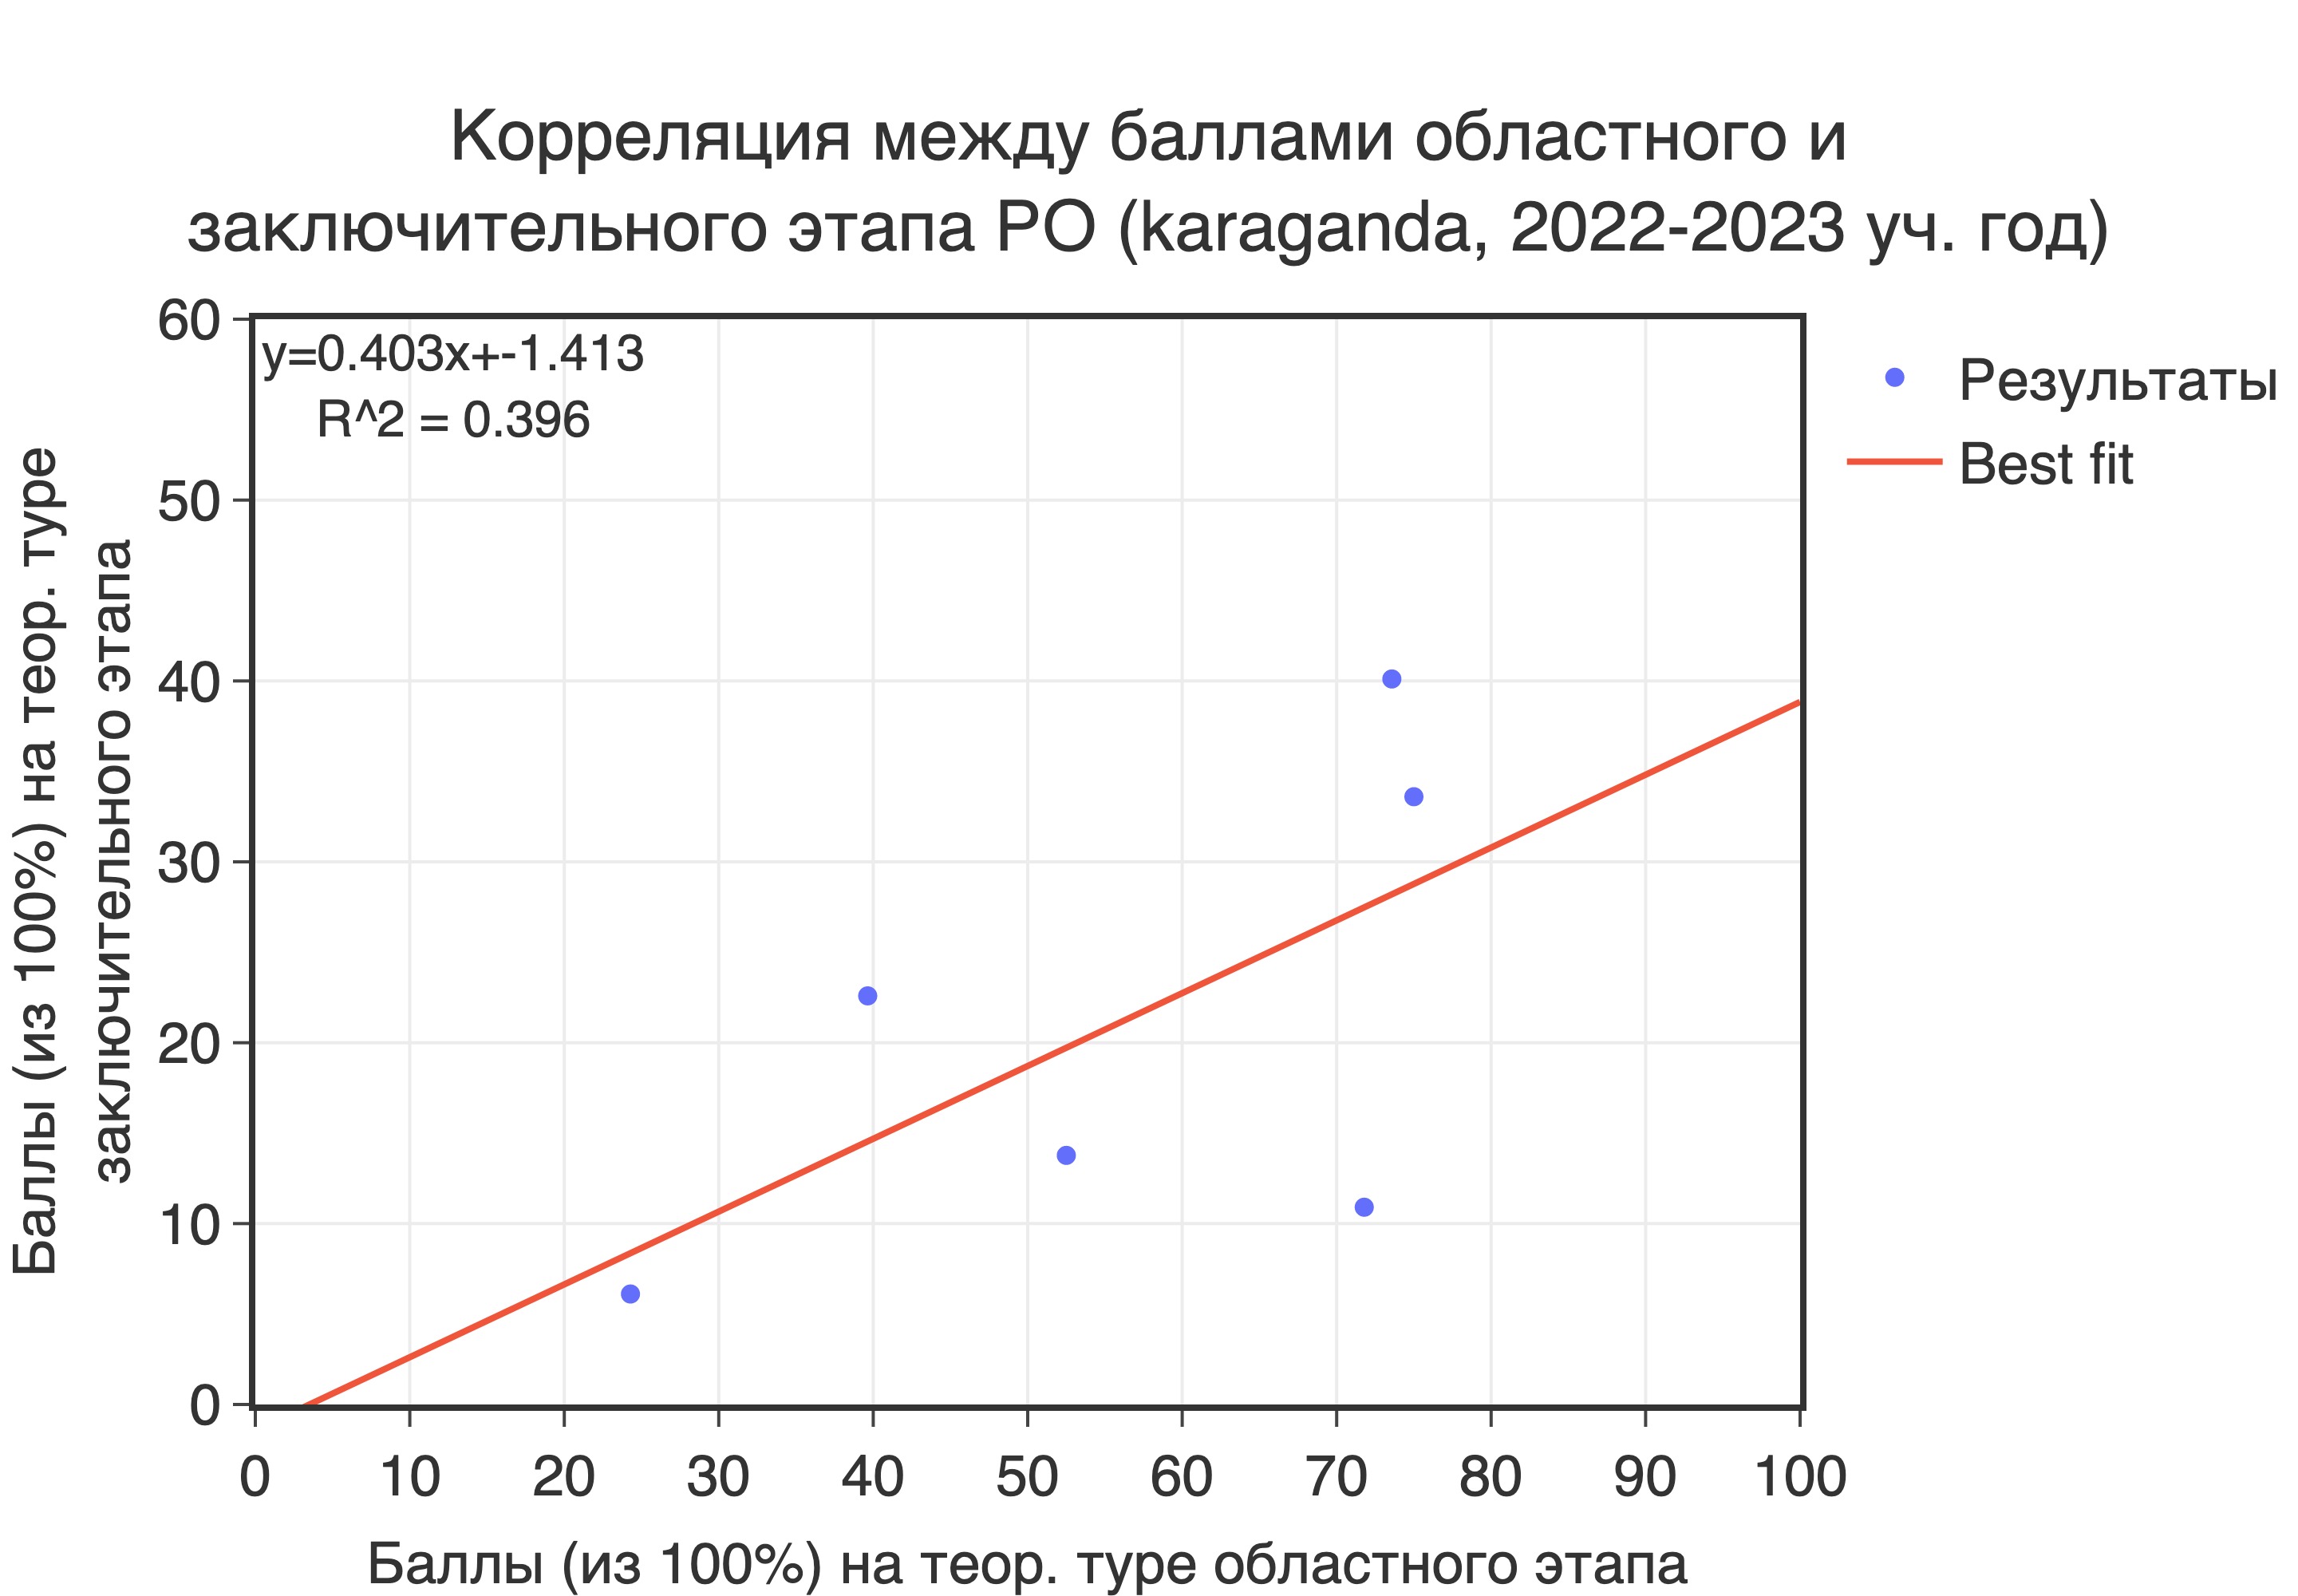 Корреляция между баллами областного и
заключительного этапа РО (karaganda, 2022-2023 уч. год)
y=0.403x+-1.413
R^2 = 0.396
Результаты
Best fit
Баллы (из 100%) на теор. туре
заключительного этапа
60
50
40
30
20
10
0
0 10 20 30 40 50 60 70 80 90 100
Баллы (из 100%) на теор. туре областного этапа